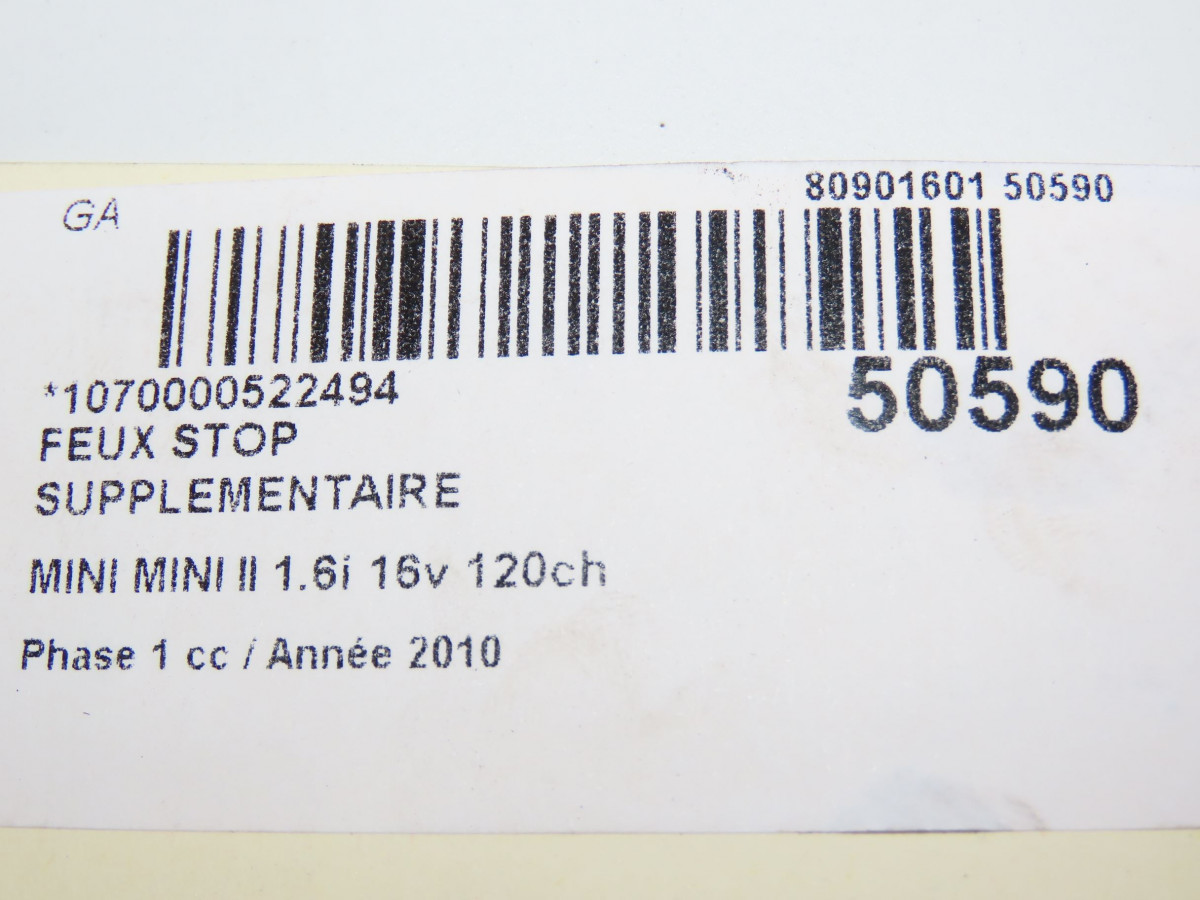 GA
80901601 50590
*1070000522494
50590
FEUX STOP
SUPPLEMENTAIRE
MINI MINI II 1.6i 16v 120ch
Phase 1 cc / Année 2010